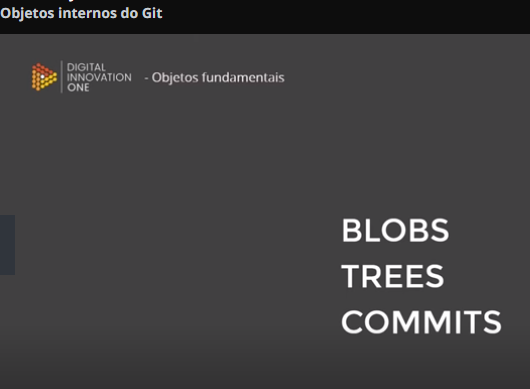 Objetos internos do Git
DIGITAL
INNOVATION
ONE
- Objetos fundamentais
BLOBS
TREES
COMMITS